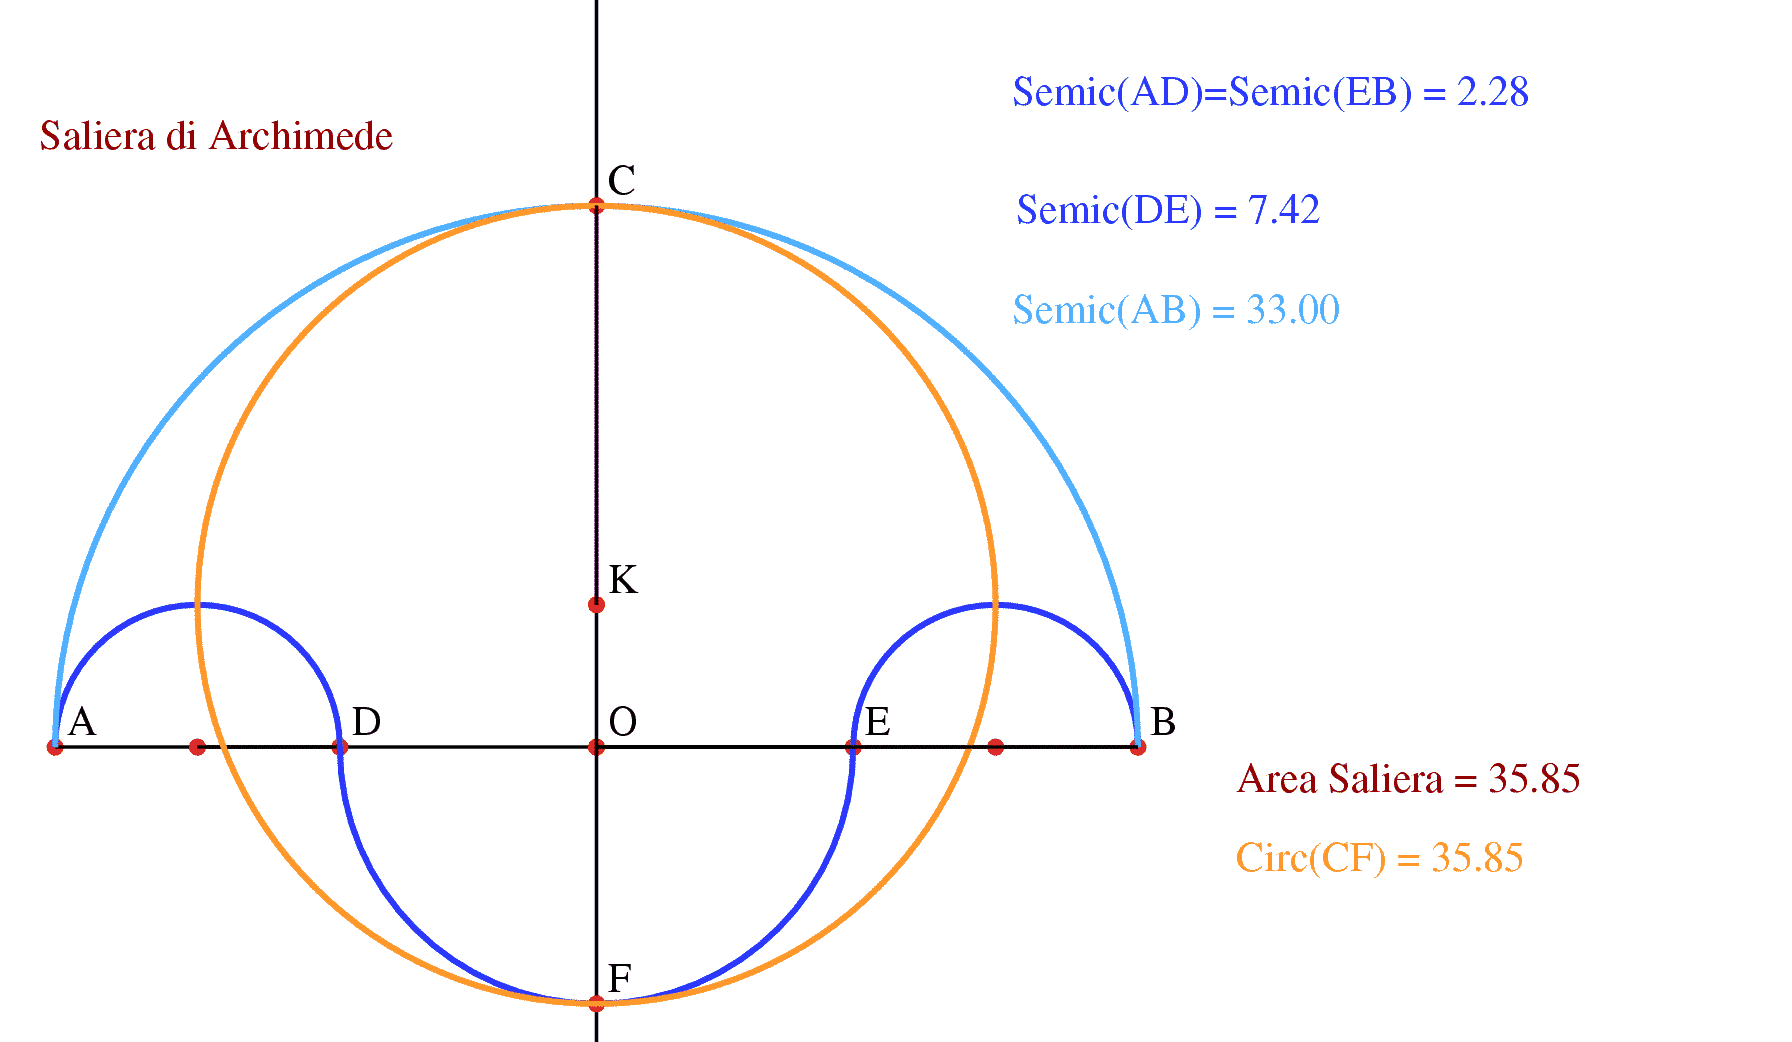 Semic(AD)=Semic(EB) = 2.28
Saliera di Archimede
C
Semic(DE) = 7.42
Semic(AB) = 33.00
K
A
D
O
E
B
Area Saliera = 35.85
Circ(CF) = 35.85
F